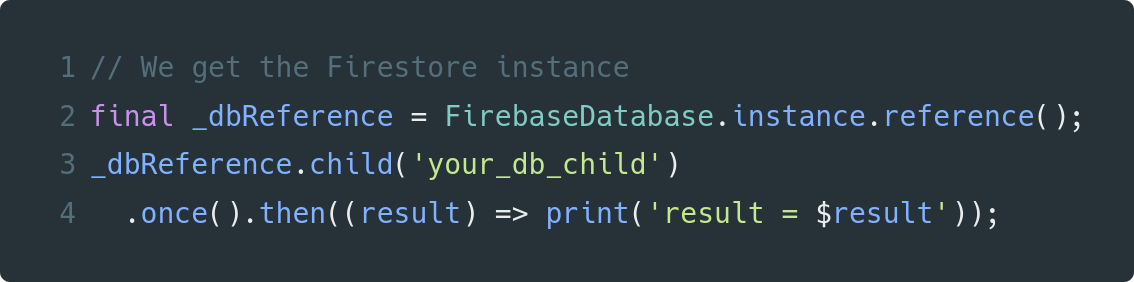 1 // We get the Firestore instance
2 final _dbReference = FirebaseDatabase.instance.reference();
3 _dbReference.child('your_db_child')
4   .once().then((result) => print('result = $result'));